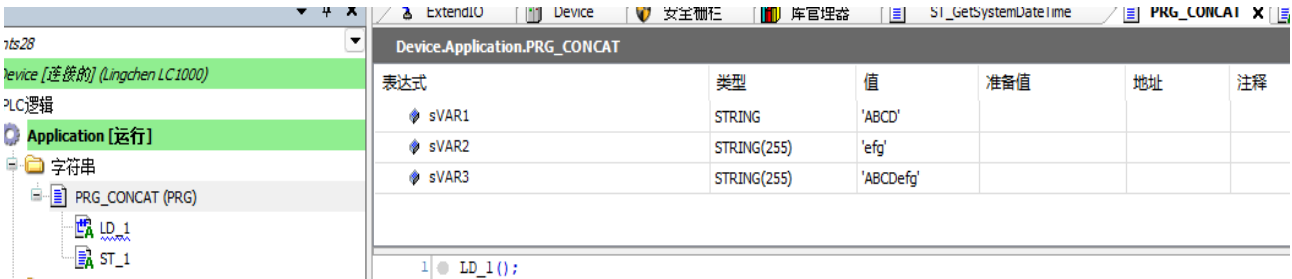 ExtendIO Device 安全栅栏 库管理器 ST_GetSystemDateTime PRG_CONCAT X
nts28
Device [连接的] (Lingchen LC1000)
PLC逻辑
Application [运行]
字符串
PRG_CONCAT (PRG)
LD_1
ST_1
Device.Application.PRG_CONCAT
表达式 类型 值 准备值 地址 注释
sVAR1 STRING 'ABCD'
sVAR2 STRING(255) 'efg'
sVAR3 STRING(255) 'ABCDefg'
1 LD_1();